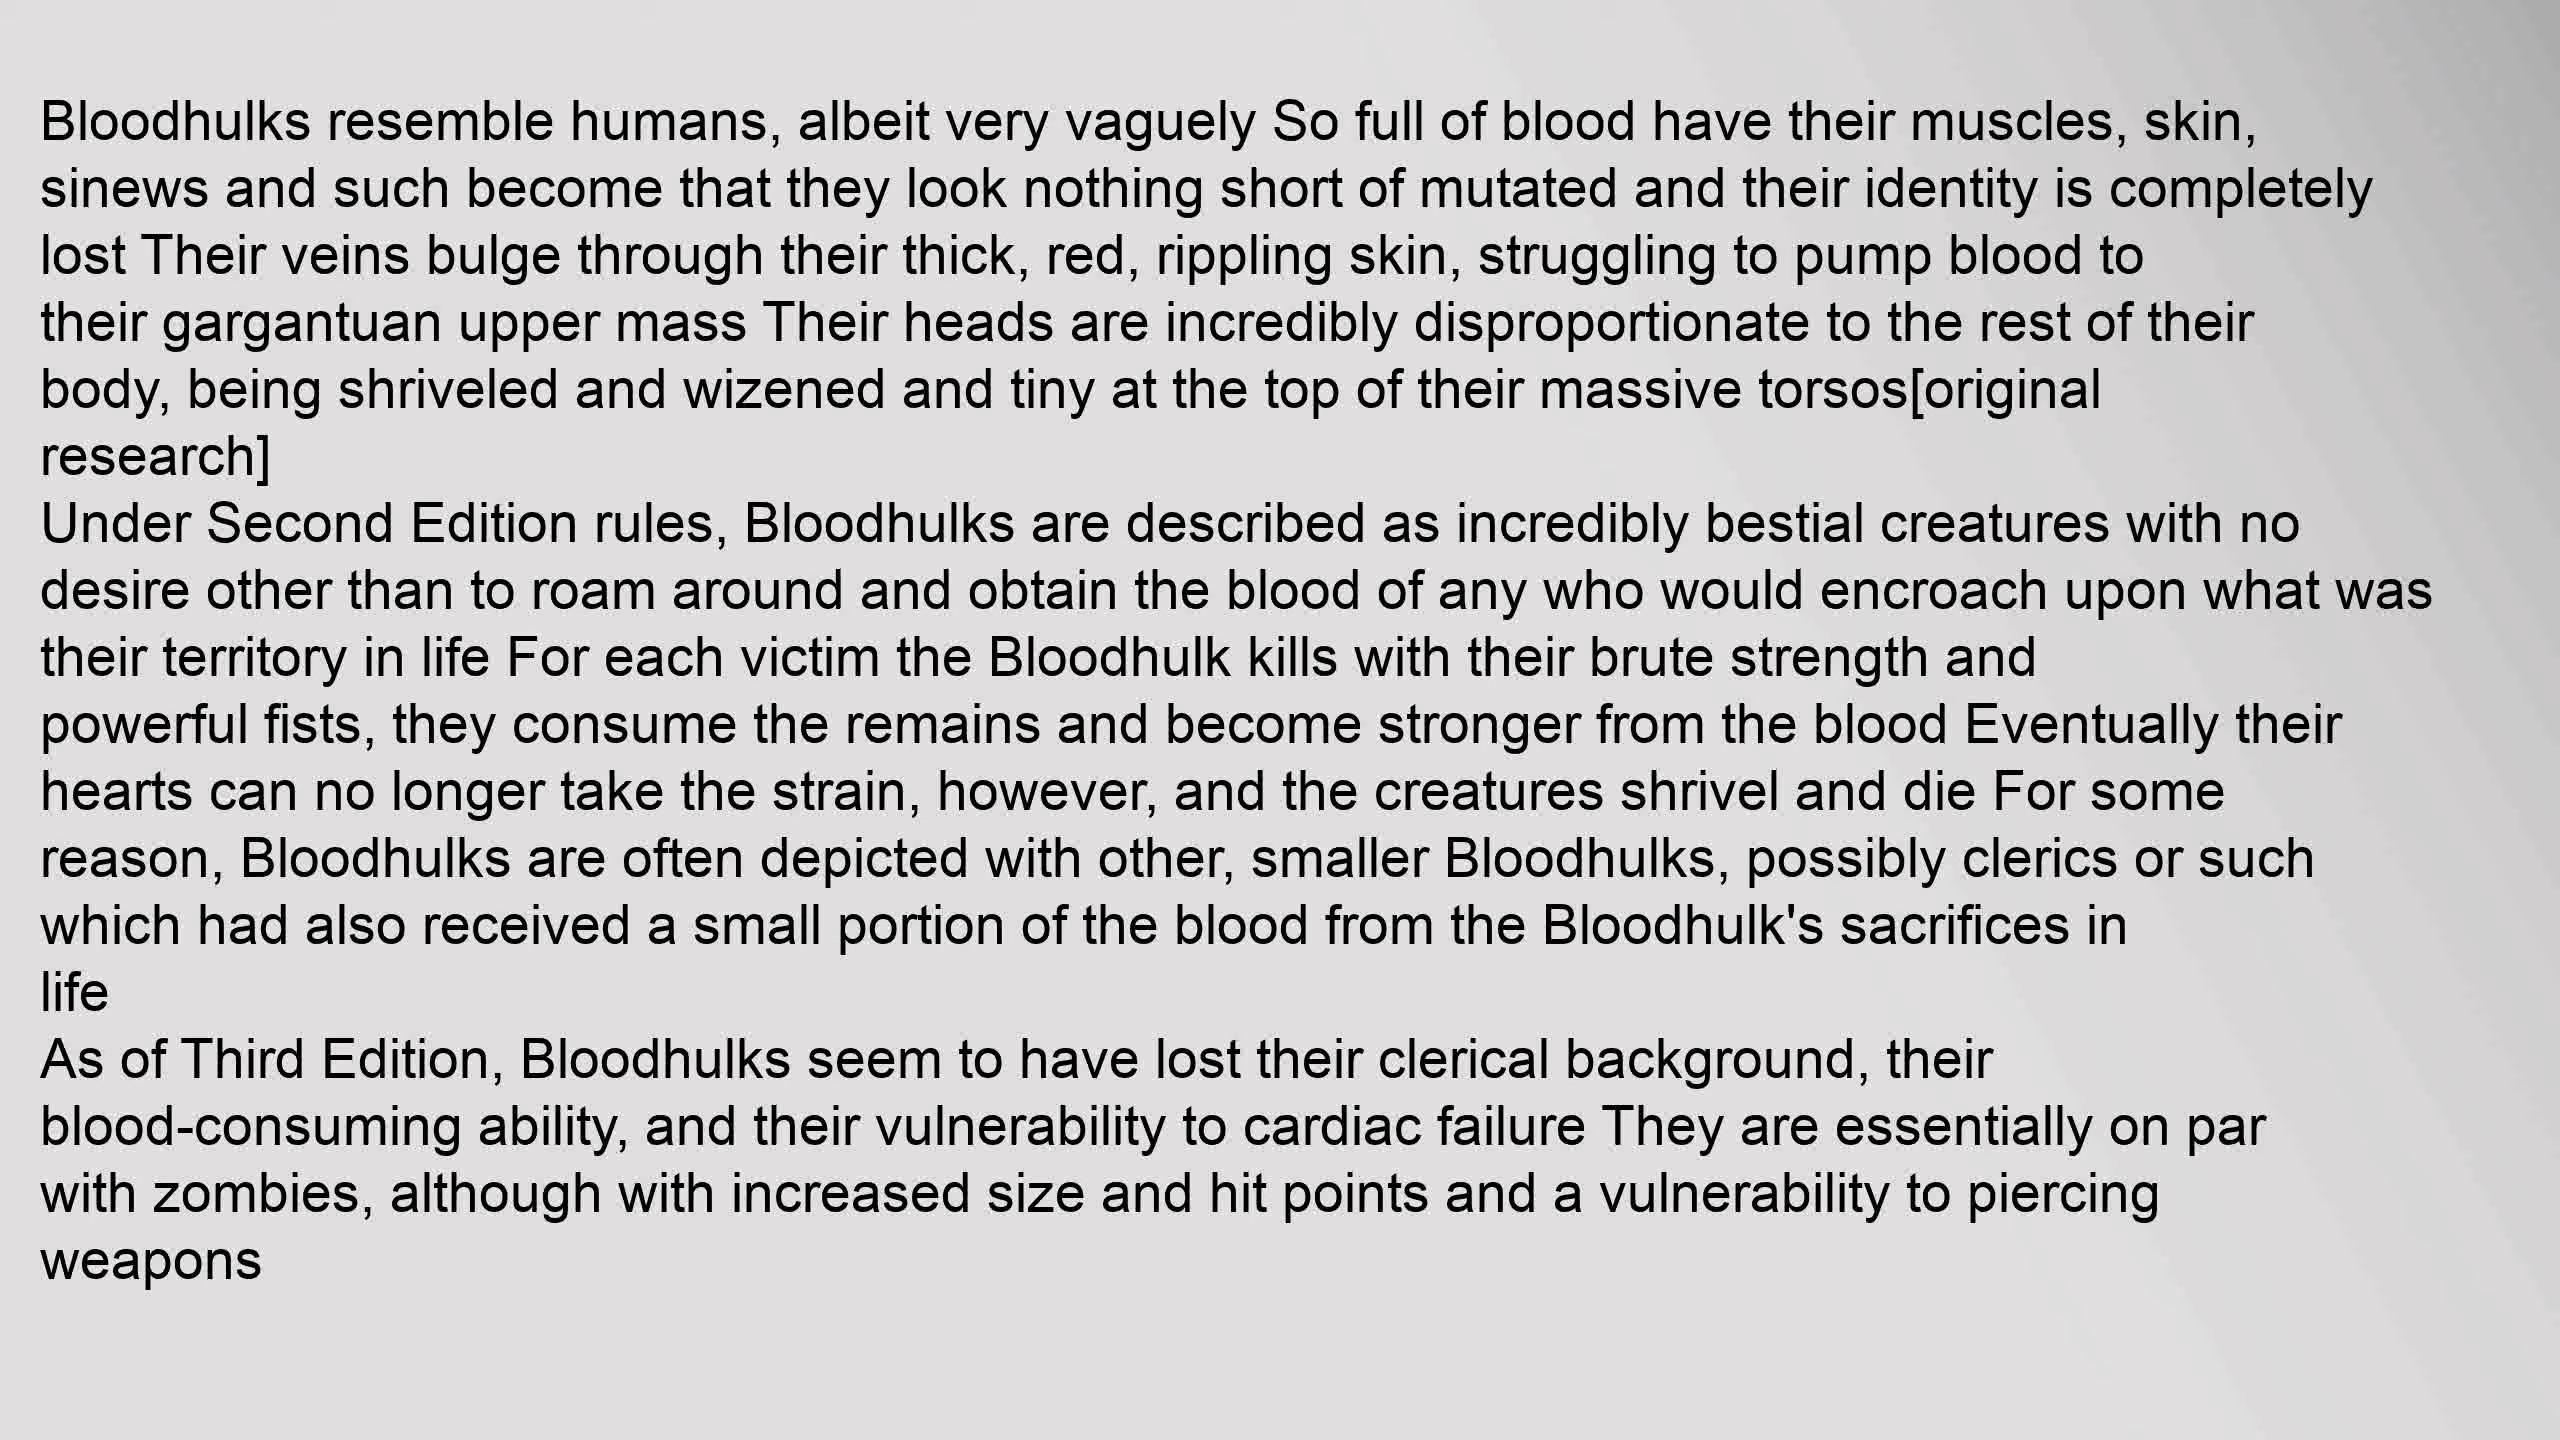 Bloodhulks resemble humans, albeit very vaguely So full of blood have their muscles, skin,
sinews and such become that they look nothing short of mutated and their identity is completely
lost Their veins bulge through their thick, red, rippling skin, struggling to pump blood to
their gargantuan upper mass Their heads are incredibly disproportionate to the rest of their
body, being shriveled and wizened and tiny at the top of their massive torsos[original
research]
Under Second Edition rules, Bloodhulks are described as incredibly bestial creatures with no
desire other than to roam around and obtain the blood of any who would encroach upon what was
their territory in life For each victim the Bloodhulk kills with their brute strength and
powerful fists, they consume the remains and become stronger from the blood Eventually their
hearts can no longer take the strain, however, and the creatures shrivel and die For some
reason, Bloodhulks are often depicted with other, smaller Bloodhulks, possibly clerics or such
which had also received a small portion of the blood from the Bloodhulk's sacrifices in
life
As of Third Edition, Bloodhulks seem to have lost their clerical background, their
blood-consuming ability, and their vulnerability to cardiac failure They are essentially on par
with zombies, although with increased size and hit points and a vulnerability to piercing
weapons